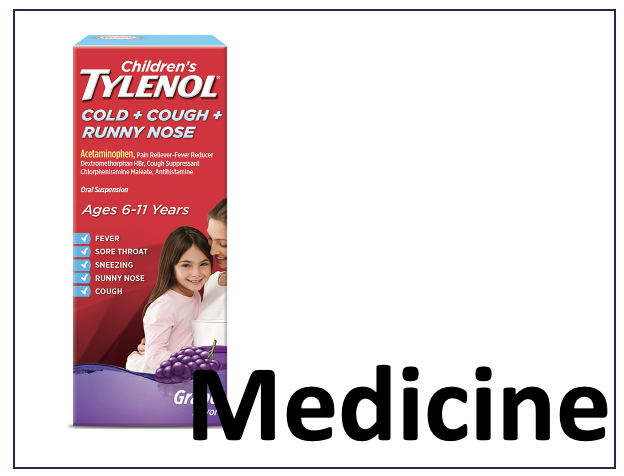 Children's
TYLENOL®
COLD + COUGH +
RUNNY NOSE
Acetaminophen, Pain Reliever-Fever Reducer
Dextromethorphan HBr, Cough Suppressant
Chlorpheniramine Maleate, Antihistamine
Oral Suspension
Ages 6-11 Years
FEVER
SORE THROAT
SNEEZING
RUNNY NOSE
COUGH
Medicine